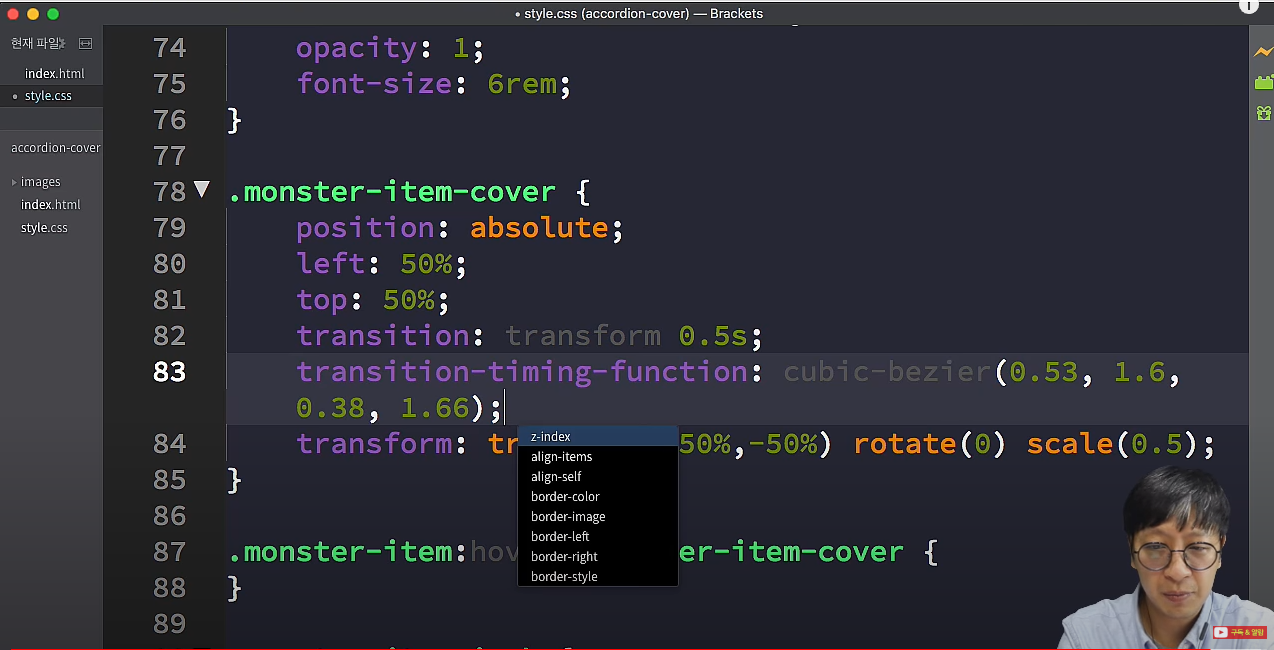 • style.css (accordion-cover) — Brackets
현재 파일
index.html
• style.css
accordion-cover
images
index.html
style.css
74 opacity: 1;
75 font-size: 6rem;
76 }
77
78 .monster-item-cover {
79 position: absolute;
80 left: 50%;
81 top: 50%;
82 transition: transform 0.5s;
83 transition-timing-function: cubic-bezier(0.53, 1.6,
0.38, 1.66);
84 transform: tr 50%,-50%) rotate(0) scale(0.5);
85 }
86
87 .monster-item:hov er-item-cover {
88 }
89
z-index
align-items
align-self
border-color
border-image
border-left
border-right
border-style
구독 & 알림